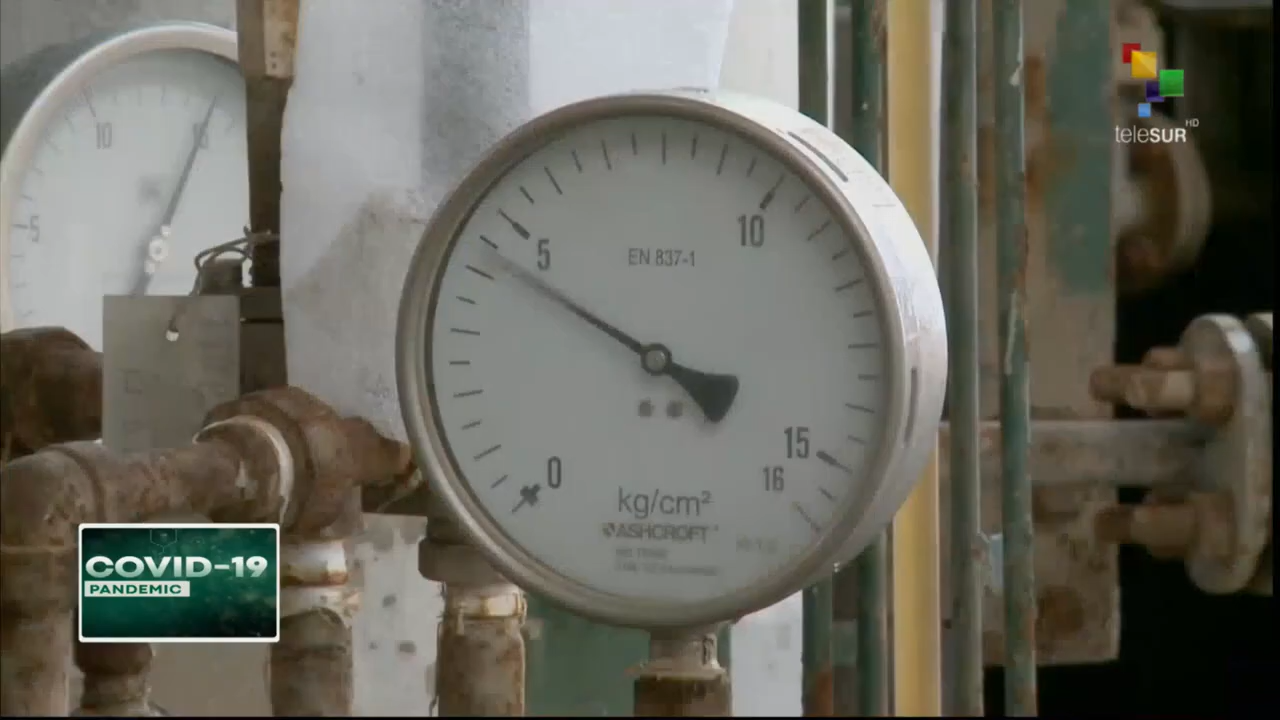 teleSUR HD
10
5
5
10
EN 837-1
0
15
16
kg/cm²
ASHCROFT
COVID-19
PANDEMIC